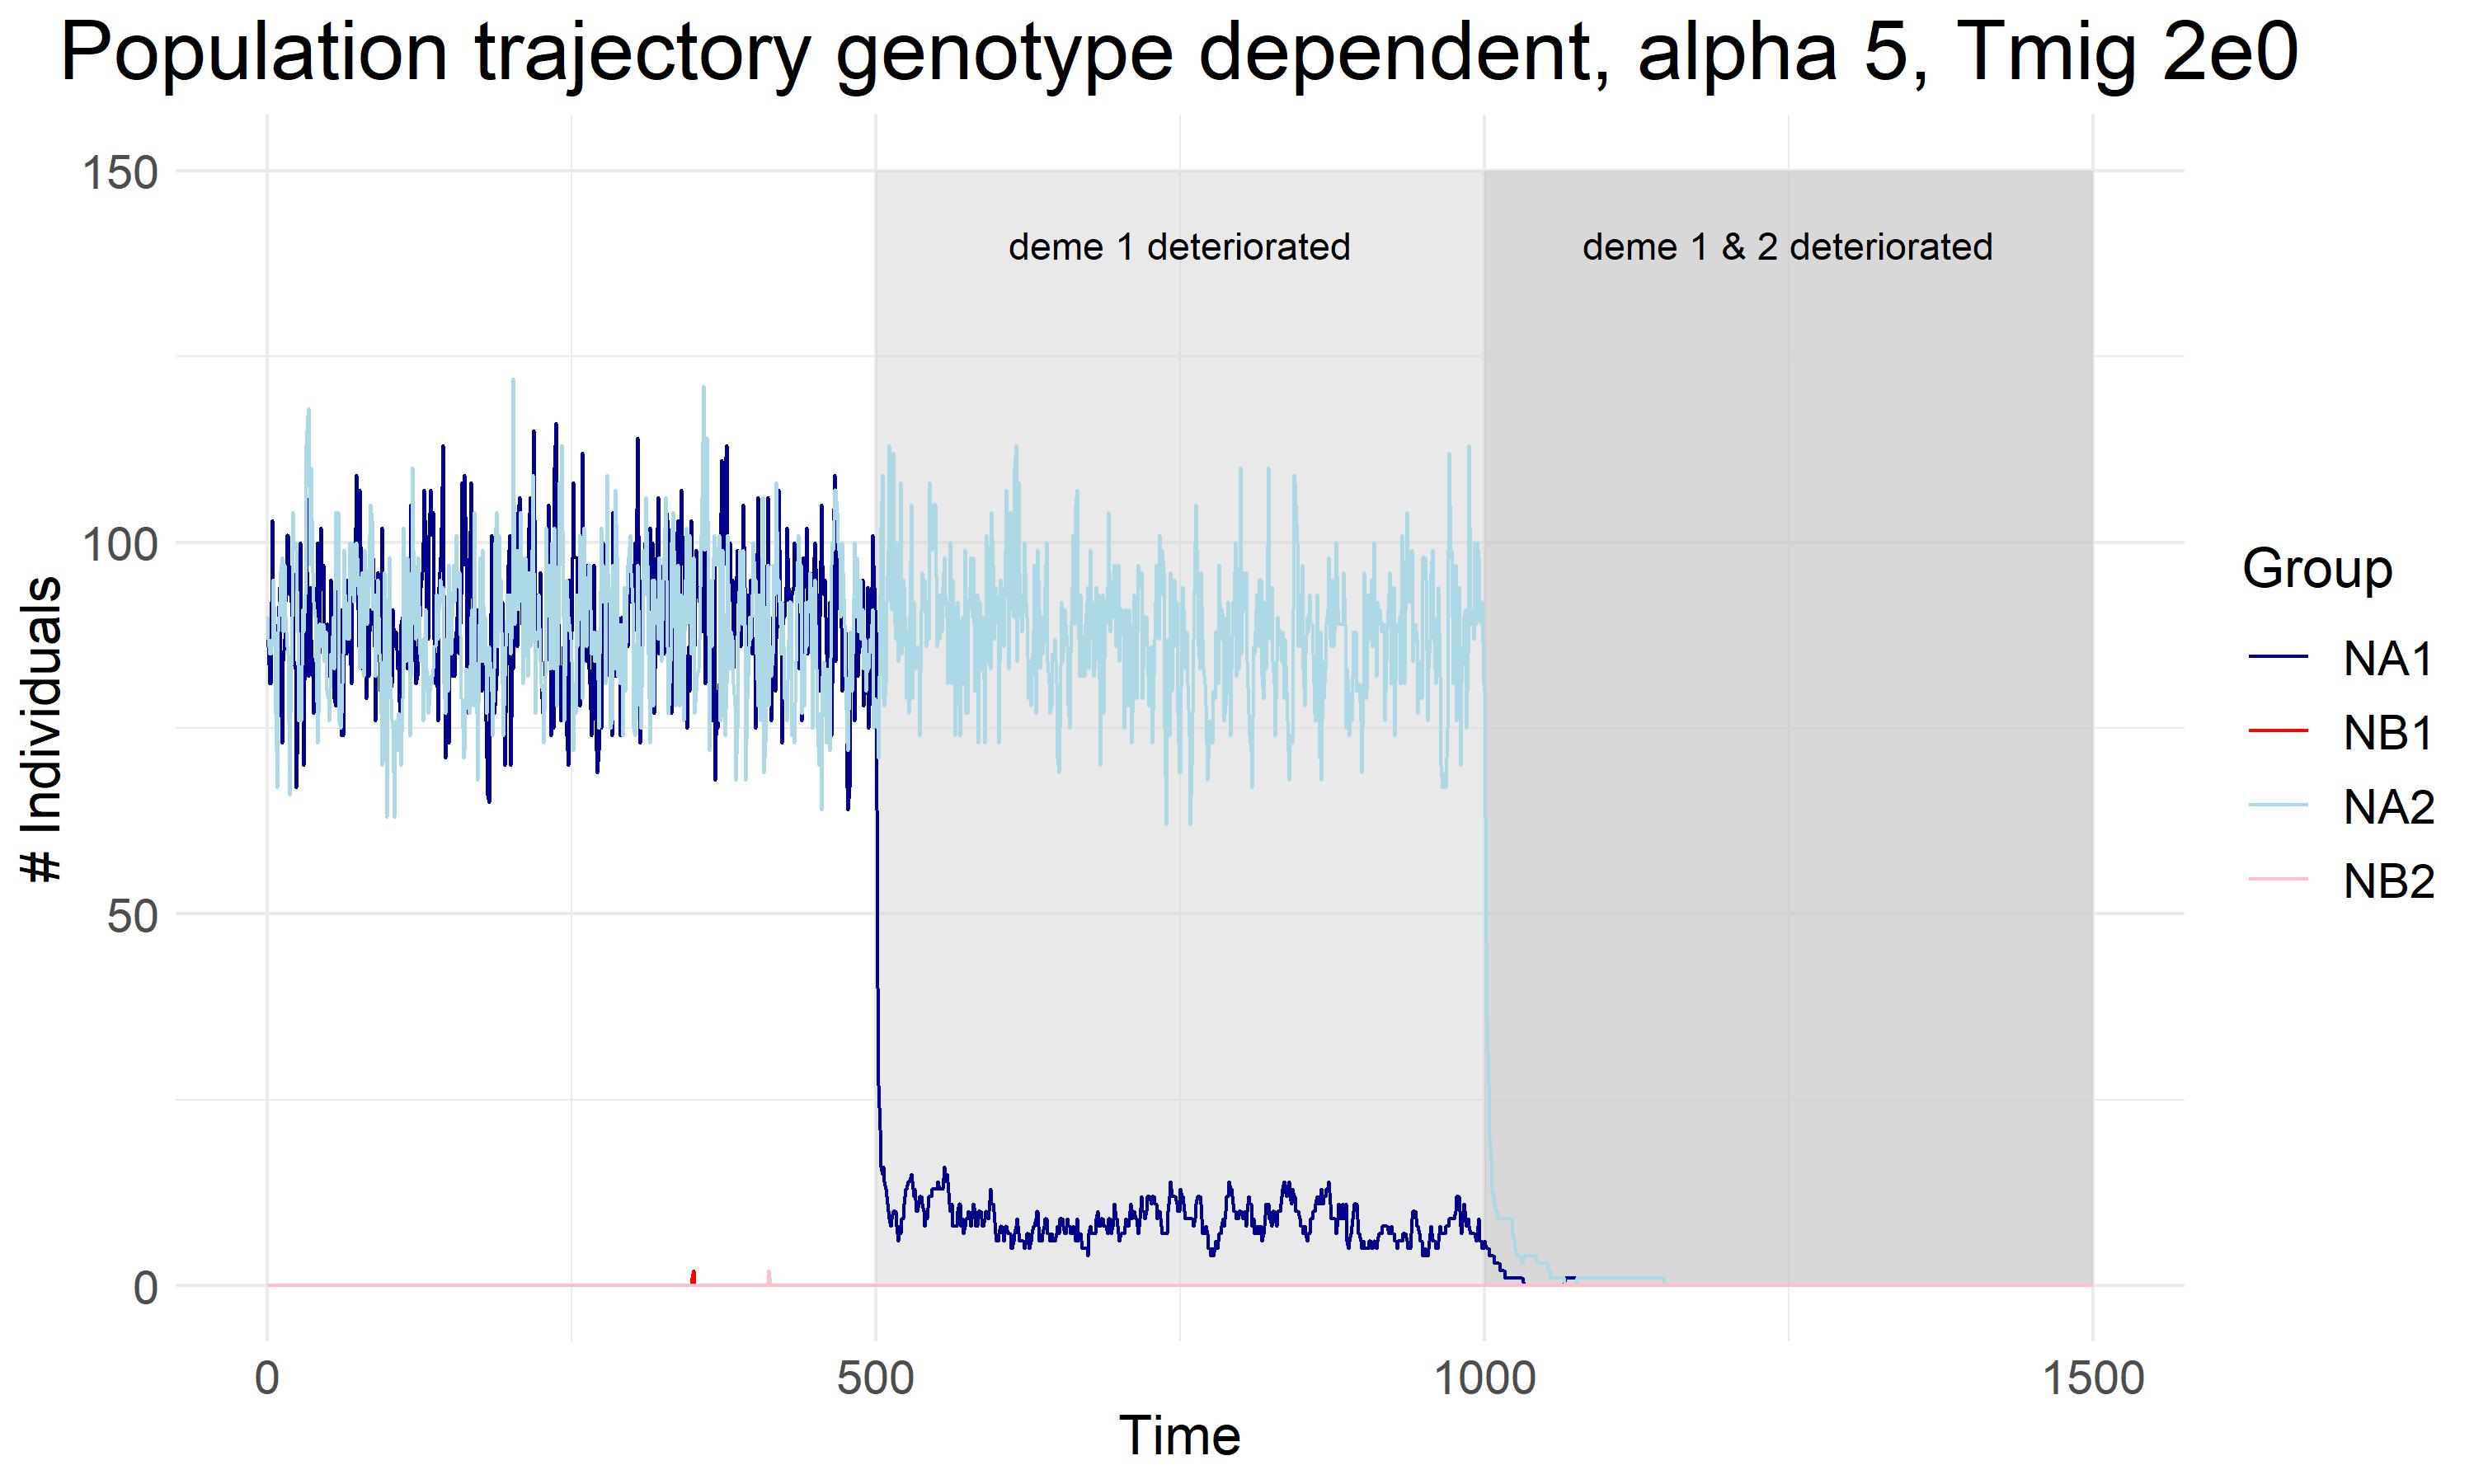 Population trajectory genotype dependent, alpha 5, Tmig 2e0
150
deme 1 deteriorated
deme 1 & 2 deteriorated
100
50
0
# Individuals
0
500
1000
1500
Time
Group
NA1
NB1
NA2
NB2